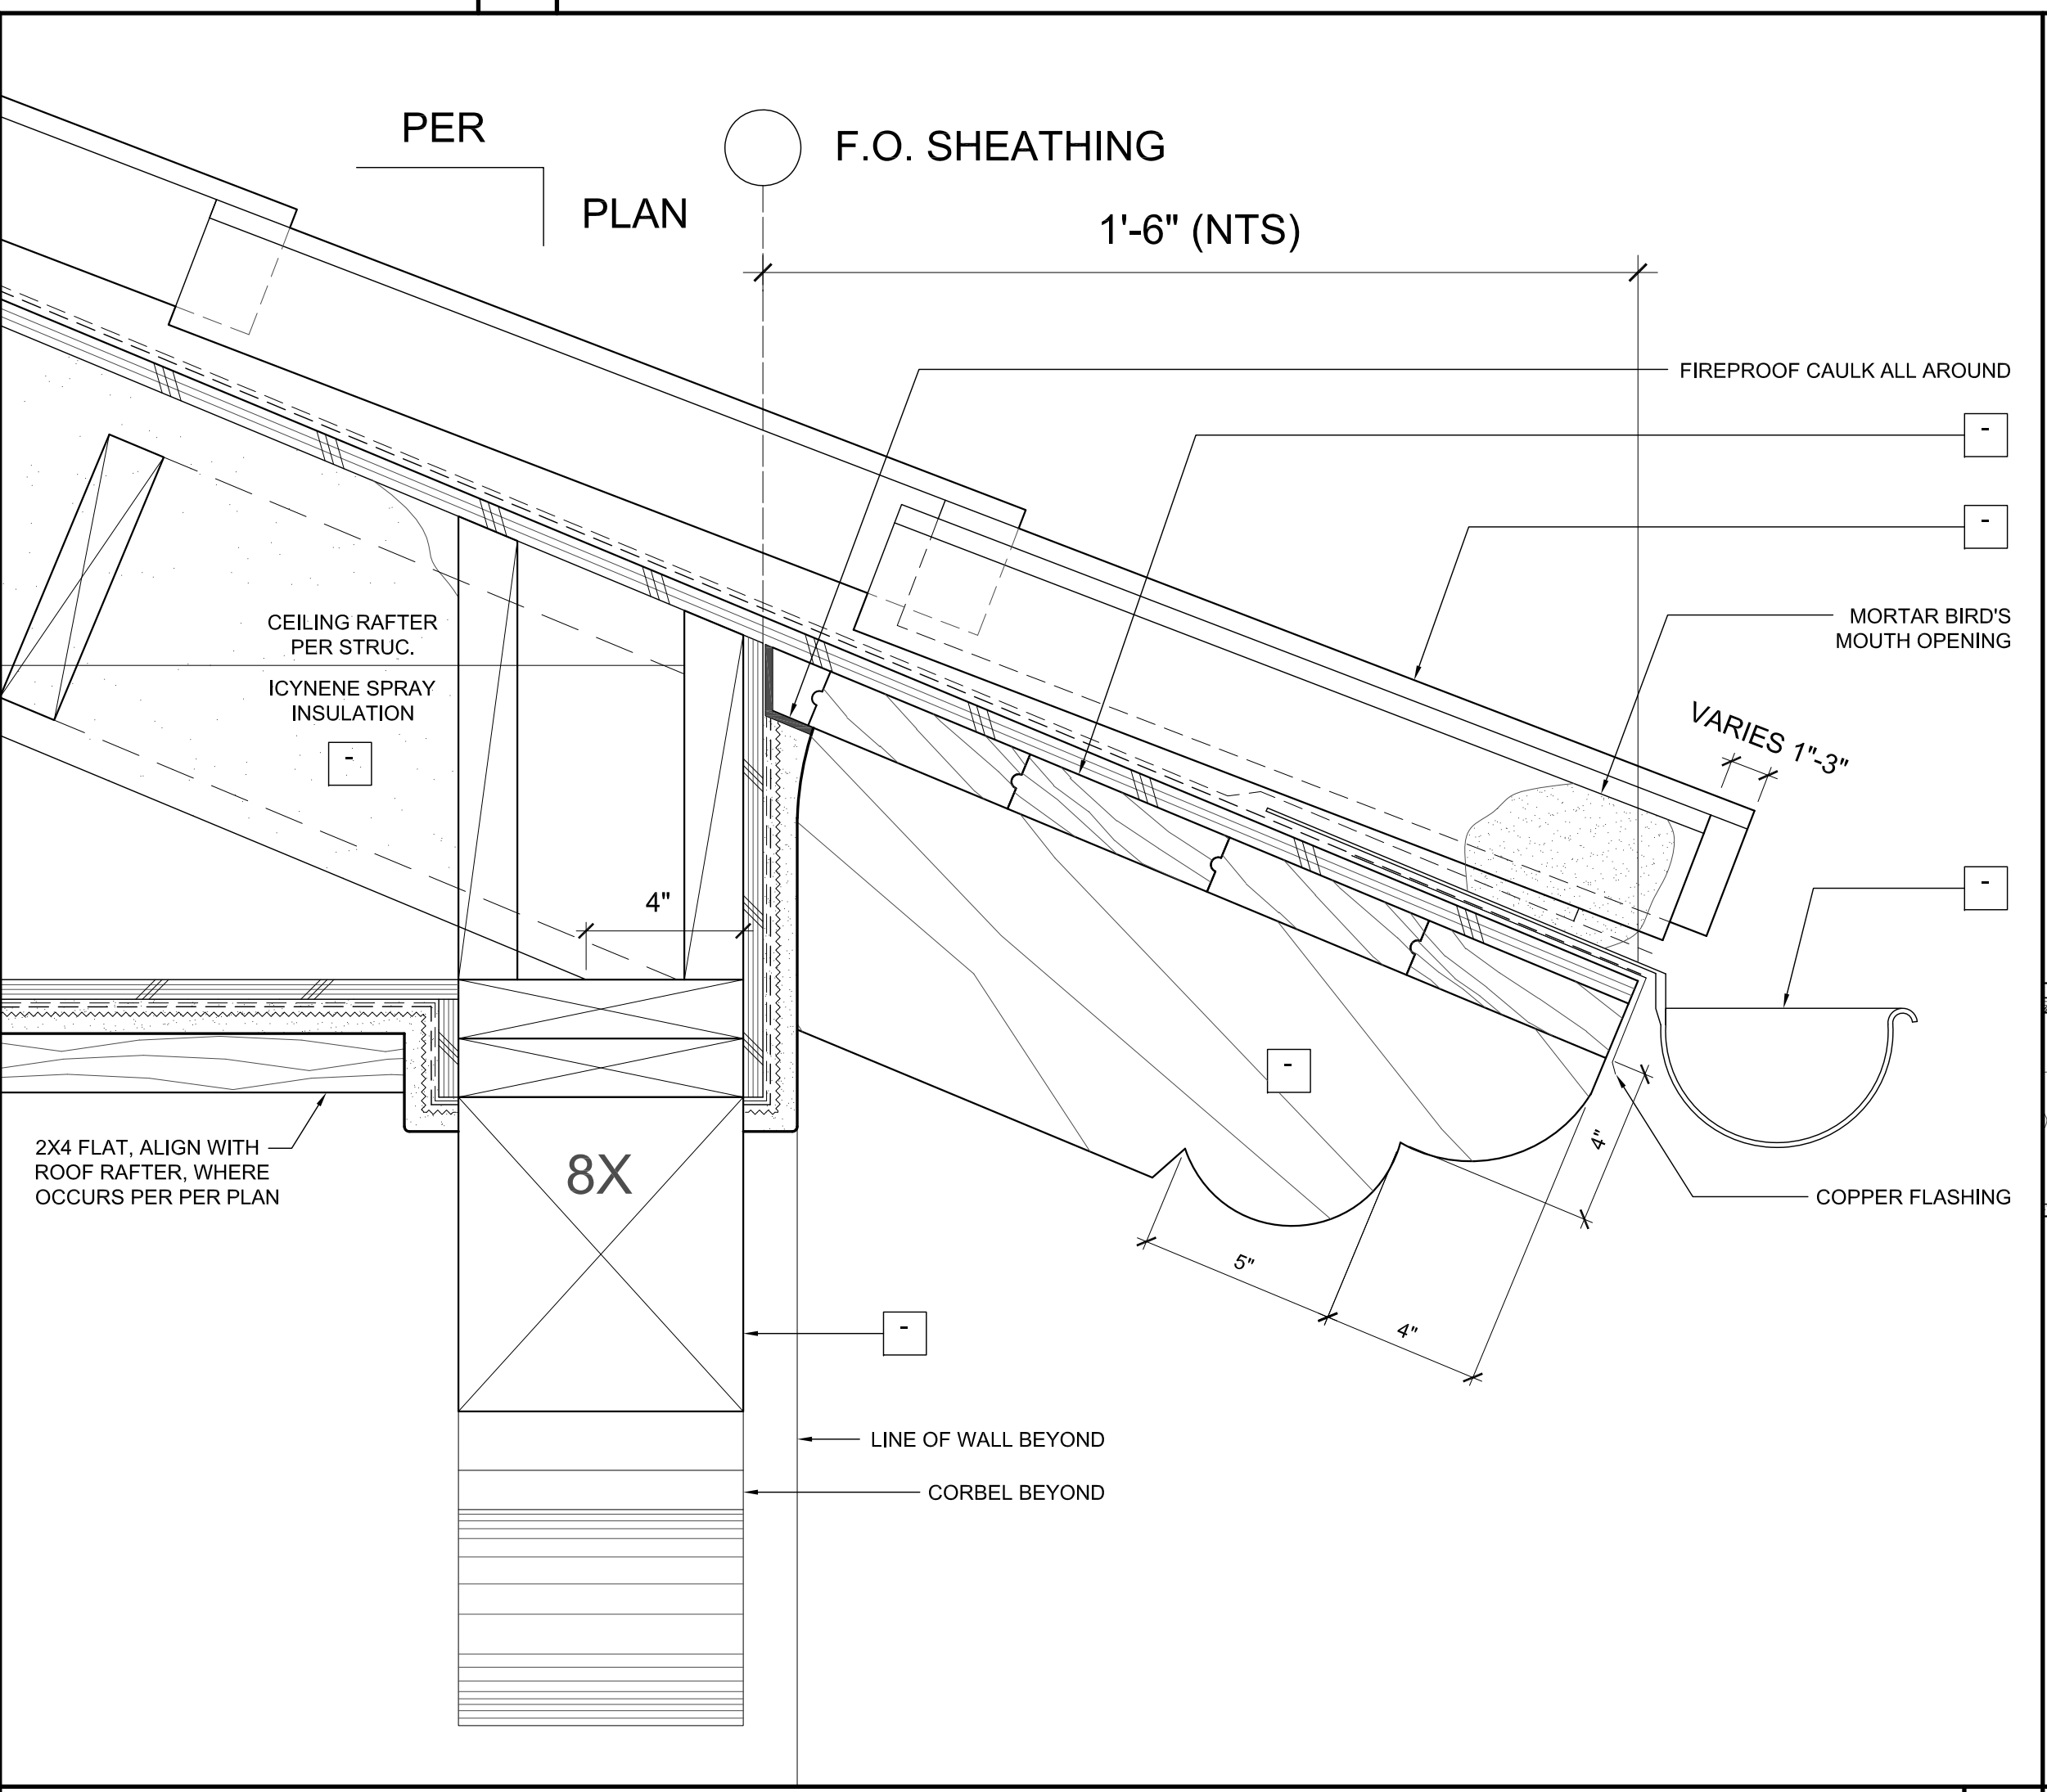 PER
PLAN
F.O. SHEATHING
1'-6" (NTS)
FIREPROOF CAULK ALL AROUND
-
-
MORTAR BIRD'S
MOUTH OPENING
VARIES 1"-3"
CEILING RAFTER
PER STRUC.
ICYNENE SPRAY
INSULATION
-
4"
-
-
4"
2X4 FLAT, ALIGN WITH
ROOF RAFTER, WHERE
OCCURS PER PER PLAN
8X
COPPER FLASHING
5"
4"
-
LINE OF WALL BEYOND
CORBEL BEYOND